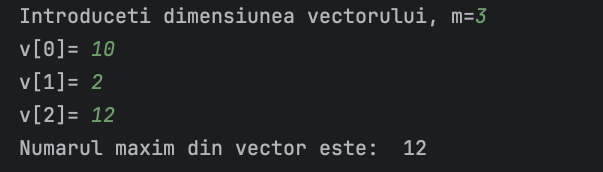 Introduceti dimensiunea vectorului, m=3
v[0]= 10
v[1]= 2
v[2]= 12
Numarul maxim din vector este:  12